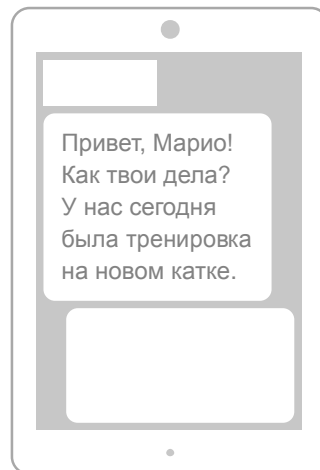 Привет, Марио!
Как твои дела?
У нас сегодня
была тренировка
на новом катке.